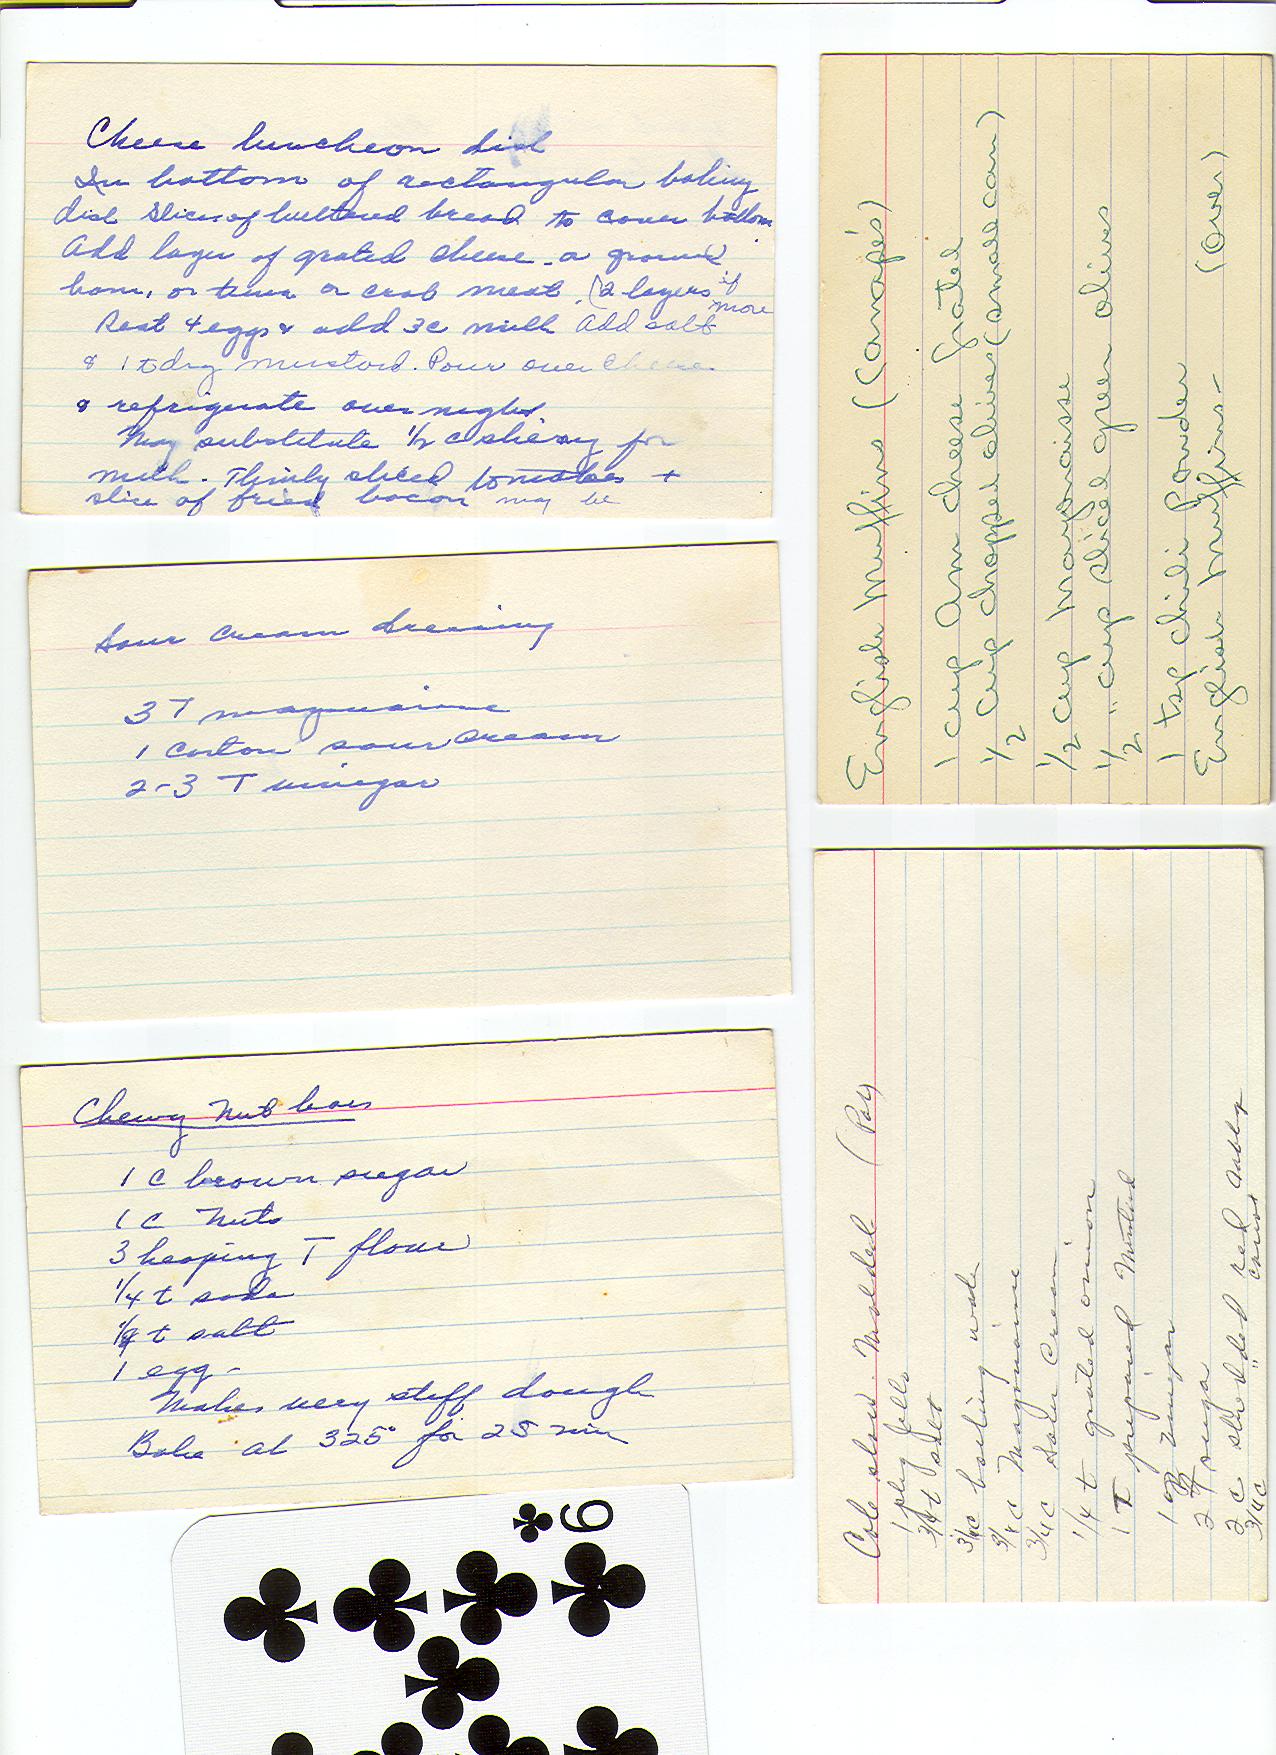 Cheese luncheon dish
In bottom of rectangular baking
dish slices of buttered bread to cover bottom
Add layer of grated cheese - a ground
ham, or tuna or crab meat. (2 layers if
more
Beat 4 eggs & add 3 c milk Add salt
& 1 t dry mustard. Pour over cheese
& refrigerate over night.
May substitute 1/2 c sherry for
milk. Thinly sliced tomatoes +
slice of fried bacon may be
Sour cream dressing
3 T mayonaise
1 carton sour cream
2-3 T vinegar
Chewy Nut bars
1 C brown sugar
1 C Nuts
3 heaping T flour
1/4 t soda
t salt
1 egg -
Makes very stiff dough
Bake at 325° for 25 min
English Muffins (Canapés)
1 cup Am cheese grated
1/2 cup chopped olives (small can)
1/2 cup Mayonaisse
1/2 " cup sliced green olives
1 tsp chili Powder
English Muffins - (over)
Cole slaw. Molded (Poly
1 pkg jello
3/4 t salt
3/4 c boiling water
3/4 c Mayonaise
3/4 c Sour Cream
1/4 t grated onion
1 T prepared Mustard
1 vinegar
2 T sugar
2 c shredded red cabbage
3/4 c " carrot
9